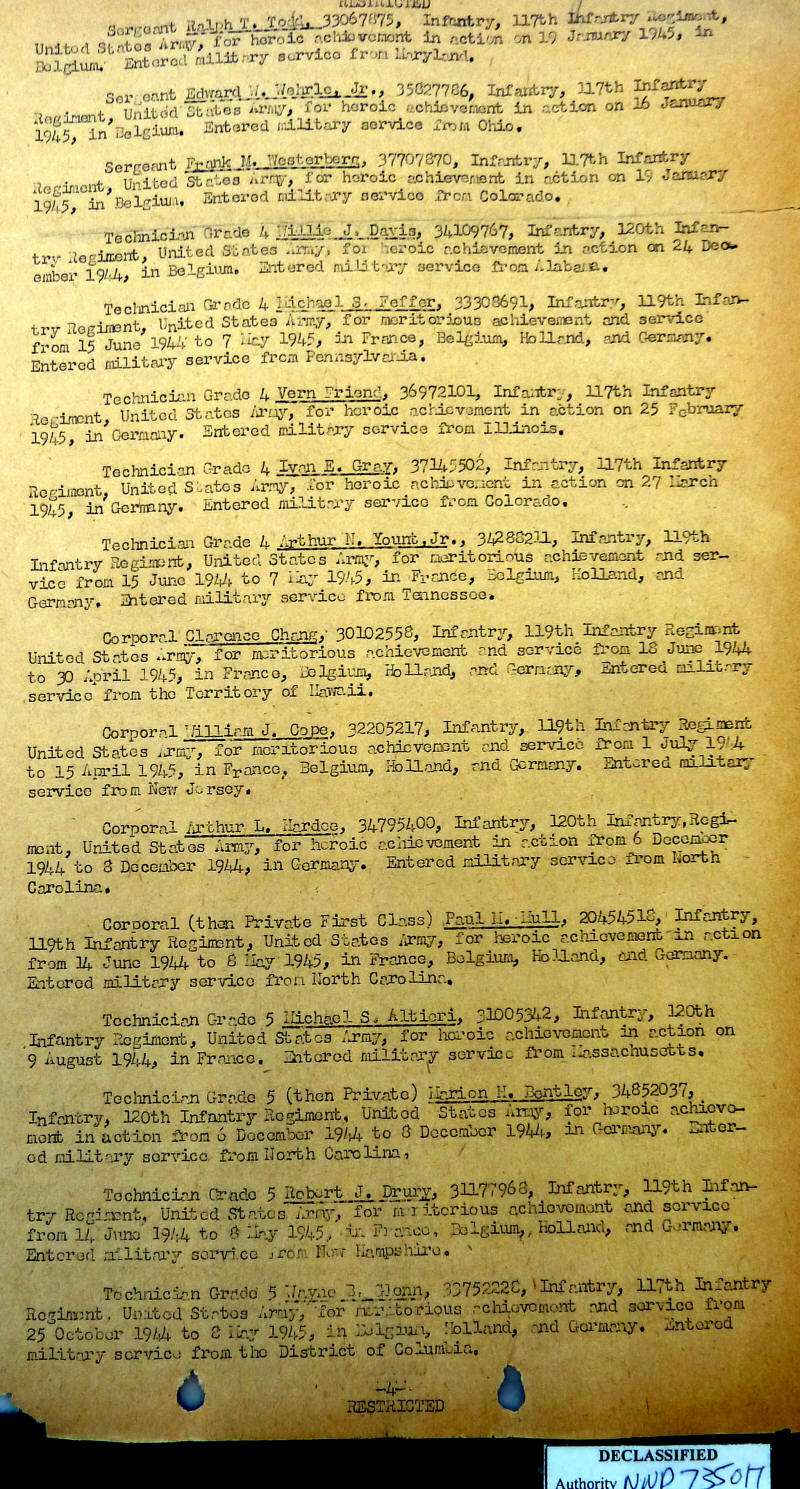 RESTRICTED
Sergeant Ralph T. Todd, 33067875, Infantry, 117th Infantry Regiment,
United States Army, for heroic achievement in action on 19 January 1945, in
Belgium. Entered military service from Maryland.
Sergeant Edward W. Wehrle, Jr., 35827786, Infantry, 117th Infantry
Regiment, United States Army, for heroic achievement in action on 16 January
1945, in Belgium. Entered military service from Ohio.
Sergeant Frank M. Westerberg, 37707870, Infantry, 117th Infantry
Regiment, United States Army, for heroic achievement in action on 19 January
1945, in Belgium. Entered military service from Colorado.
Technician Grade 4 Willie J. Davis, 34109767, Infantry, 120th Infan-
try Regiment, United States Army, for heroic achievement in action on 24 Dec-
ember 1944, in Belgium. Entered military service from Alabama.
Technician Grade 4 Michael S. Feffer, 33308691, Infantry, 119th Infan-
try Regiment, United States Army, for meritorious achievement and service
from 15 June 1944 to 7 May 1945, in France, Belgium, Holland, and Germany.
Entered military service from Pennsylvania.
Technician Grade 4 Vern Friend, 36972101, Infantry, 117th Infantry
Regiment, United States Army, for heroic achievement in action on 25 February
1945, in Germany. Entered military service from Illinois.
Technician Grade 4 Ivan E. Gray, 37145502, Infantry, 117th Infantry
Regiment, United States Army, for heroic achievement in action on 27 March
1945, in Germany. Entered military service from Colorado.
Technician Grade 4 Arthur N. Yount, Jr., 34288211, Infantry, 119th
Infantry Regiment, United States Army, for meritorious achievement and ser-
vice from 15 June 1944 to 7 May 1945, in France, Belgium, Holland, and
Germany. Entered military service from Tennessee.
Corporal Clarence Chang, 30102558, Infantry, 119th Infantry Regiment
United States Army, for meritorious achievement and service from 18 June 1944
to 30 April 1945, in France, Belgium, Holland, and Germany. Entered military
service from the Territory of Hawaii.
Corporal William J. Cope, 32205217, Infantry, 119th Infantry Regiment
United States Army, for meritorious achievement and service from 1 July 1944
to 15 April 1945, in France, Belgium, Holland, and Germany. Entered military
service from New Jersey.
Corporal Arthur L. Hardee, 34795400, Infantry, 120th Infantry, Regi-
ment, United States Army, for heroic achievement in action from 6 December
1944 to 8 December 1944, in Germany. Entered military service from North
Carolina.
Corporal (then Private First Class) Paul H. Hull, 20454518, Infantry,
119th Infantry Regiment, United States Army, for heroic achievement in action
from 14 June 1944 to 8 May 1945, in France, Belgium, Holland, and Germany.
Entered military service from North Carolina.
Technician Grade 5 Michael S. Altieri, 31005342, Infantry, 120th
Infantry Regiment, United States Army, for heroic achievement in action on
9 August 1944, in France. Entered military service from Massachusetts.
Technician Grade 5 (then Private) Marion H. Bentley, 34852037,
Infantry, 120th Infantry Regiment, United States Army, for heroic achieve-
ment in action from 6 December 1944 to 8 December 1944, in Germany. Enter-
ed military service from North Carolina,
Technician Grade 5 Robert J. Drury, 31177968, Infantry, 119th Infan-
try Regiment, United States Army, for meritorious achievement and service
from 14 June 1944 to 8 May 1945, in France, Belgium, Holland, and Germany.
Entered military service from New Hampshire.
Technician Grade 5 Wayne Infantry, 117th Infantry
Regiment, United States Army, for meritorious achievement and service from
25 October 1944 to 8 May 1945, in Belgium, Holland, and Germany. Entered
military service from the District of Columbia.
-4-
RESTRICTED
DECLASSIFIED
Authority NND 735017